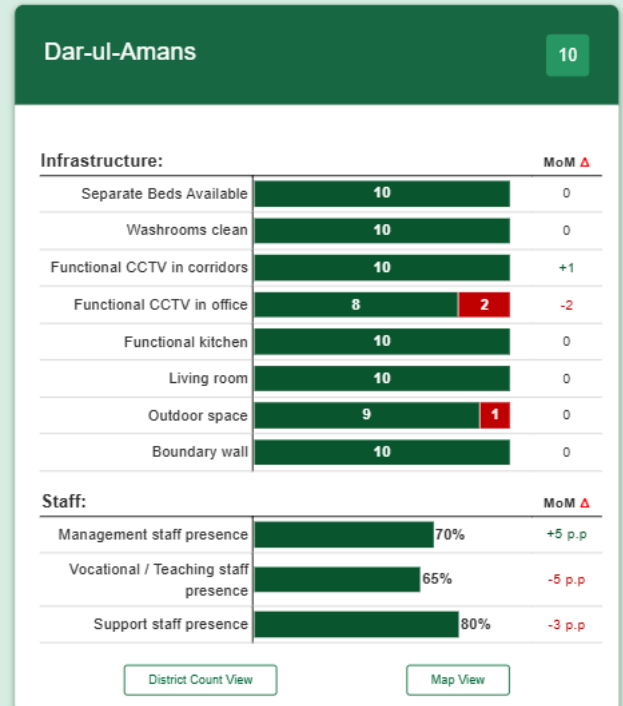 Dar-ul-Amans 10
Infrastructure: MoM Δ
Separate Beds Available 10 0
Washrooms clean 10 0
Functional CCTV in corridors 10 +1
Functional CCTV in office 8 2 -2
Functional kitchen 10 0
Living room 10 0
Outdoor space 9 1 0
Boundary wall 10 0
Staff: MoM Δ
Management staff presence 70% +5 p.p
Vocational / Teaching staff
presence 65% -5 p.p
Support staff presence 80% -3 p.p
District Count View Map View